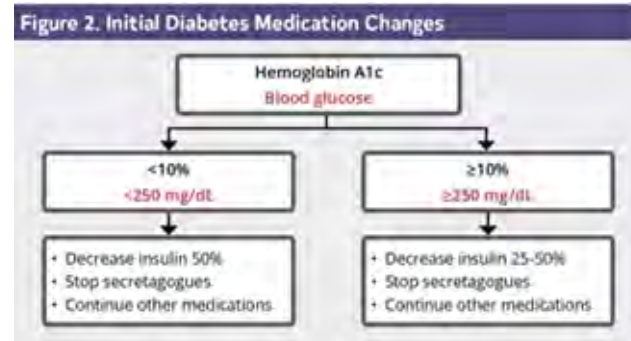 Figure 2. Initial Diabetes Medication Changes
Hemoglobin A1c
Blood glucose
<10%
<250 mg/dL
≥10%
≥250 mg/dL
• Decrease insulin 50%
• Stop secretagogues
• Continue other medications
• Decrease insulin 25-50%
• Stop secretagogues
• Continue other medications